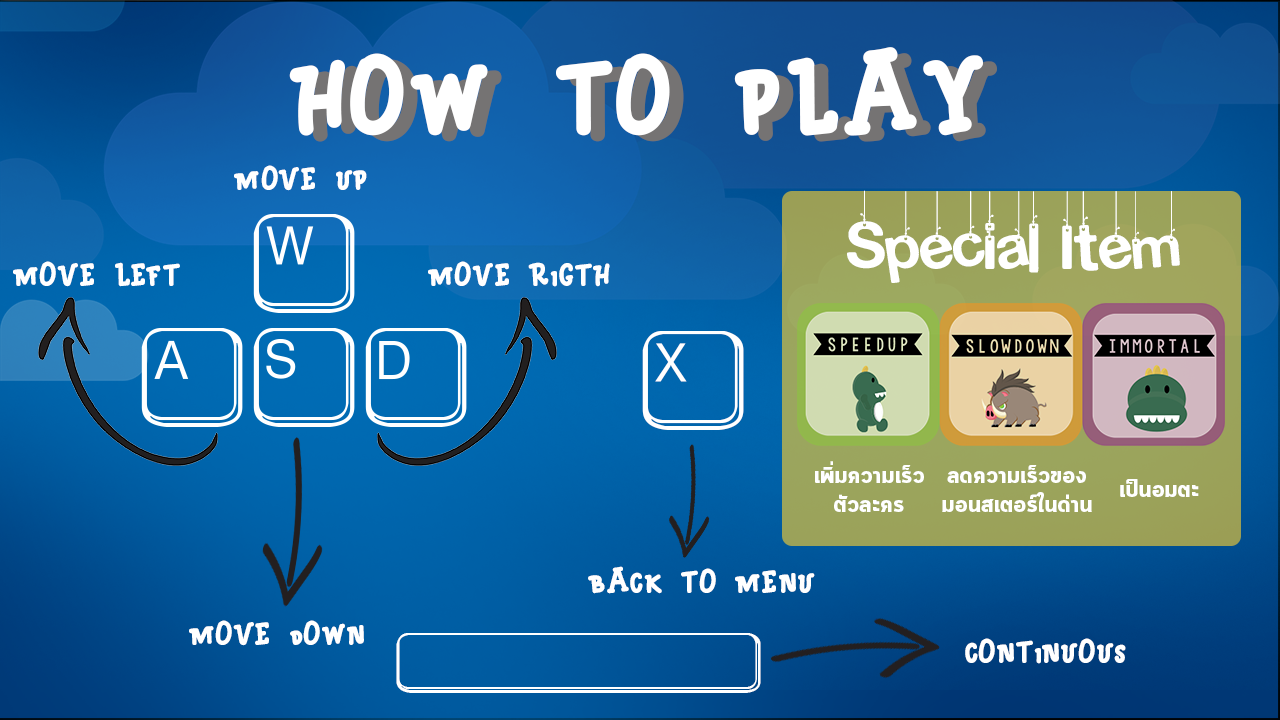 HOW TO PLAY
MOVE UP
W
MOVE LEFT
MOVE RIGTH
A
S
D
X
MOVE DOWN
BACK TO MENU
CONTINUOUS
Special Item
SPEEDUP
SLOWDOWN
IMMORTAL
เพิ่มความเร็ว
ตัวละคร
ลดความเร็วของ
มอนสเตอร์ในด่าน
เป็นอมตะ